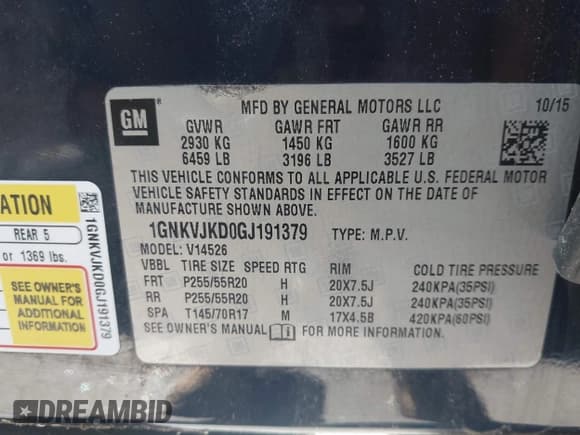 GM ®
MFD BY GENERAL MOTORS LLC 10/15
GVWR GAWR FRT GAWR RR
2930 KG 1450 KG 1600 KG
6459 LB 3196 LB 3527 LB
THIS VEHICLE CONFORMS TO ALL APPLICABLE U.S. FEDERAL MOTOR
VEHICLE SAFETY STANDARDS IN EFFECT ON THE DATE OF
MANUFACTURE SHOWN ABOVE.
1GNKVJKD0GJ191379 TYPE: M.P.V.
MODEL: V14526
VBBL TIRE SIZE SPEED RTG RIM COLD TIRE PRESSURE
FRT P255/55R20 H 20X7.5J 240KPA(35PSI)
RR P255/55R20 H 20X7.5J 240KPA(35PSI)
SPA T145/70R17 M 17X4.5B 420KPA(60PSI)
SEE OWNER'S MANUAL i FOR MORE INFORMATION
ATION
REAR 5
or 1369 lbs.
SEE OWNER'S
MANUAL FOR
ADDITIONAL
INFORMATION
1GNKVJKD0GJ191379
DREAMBID